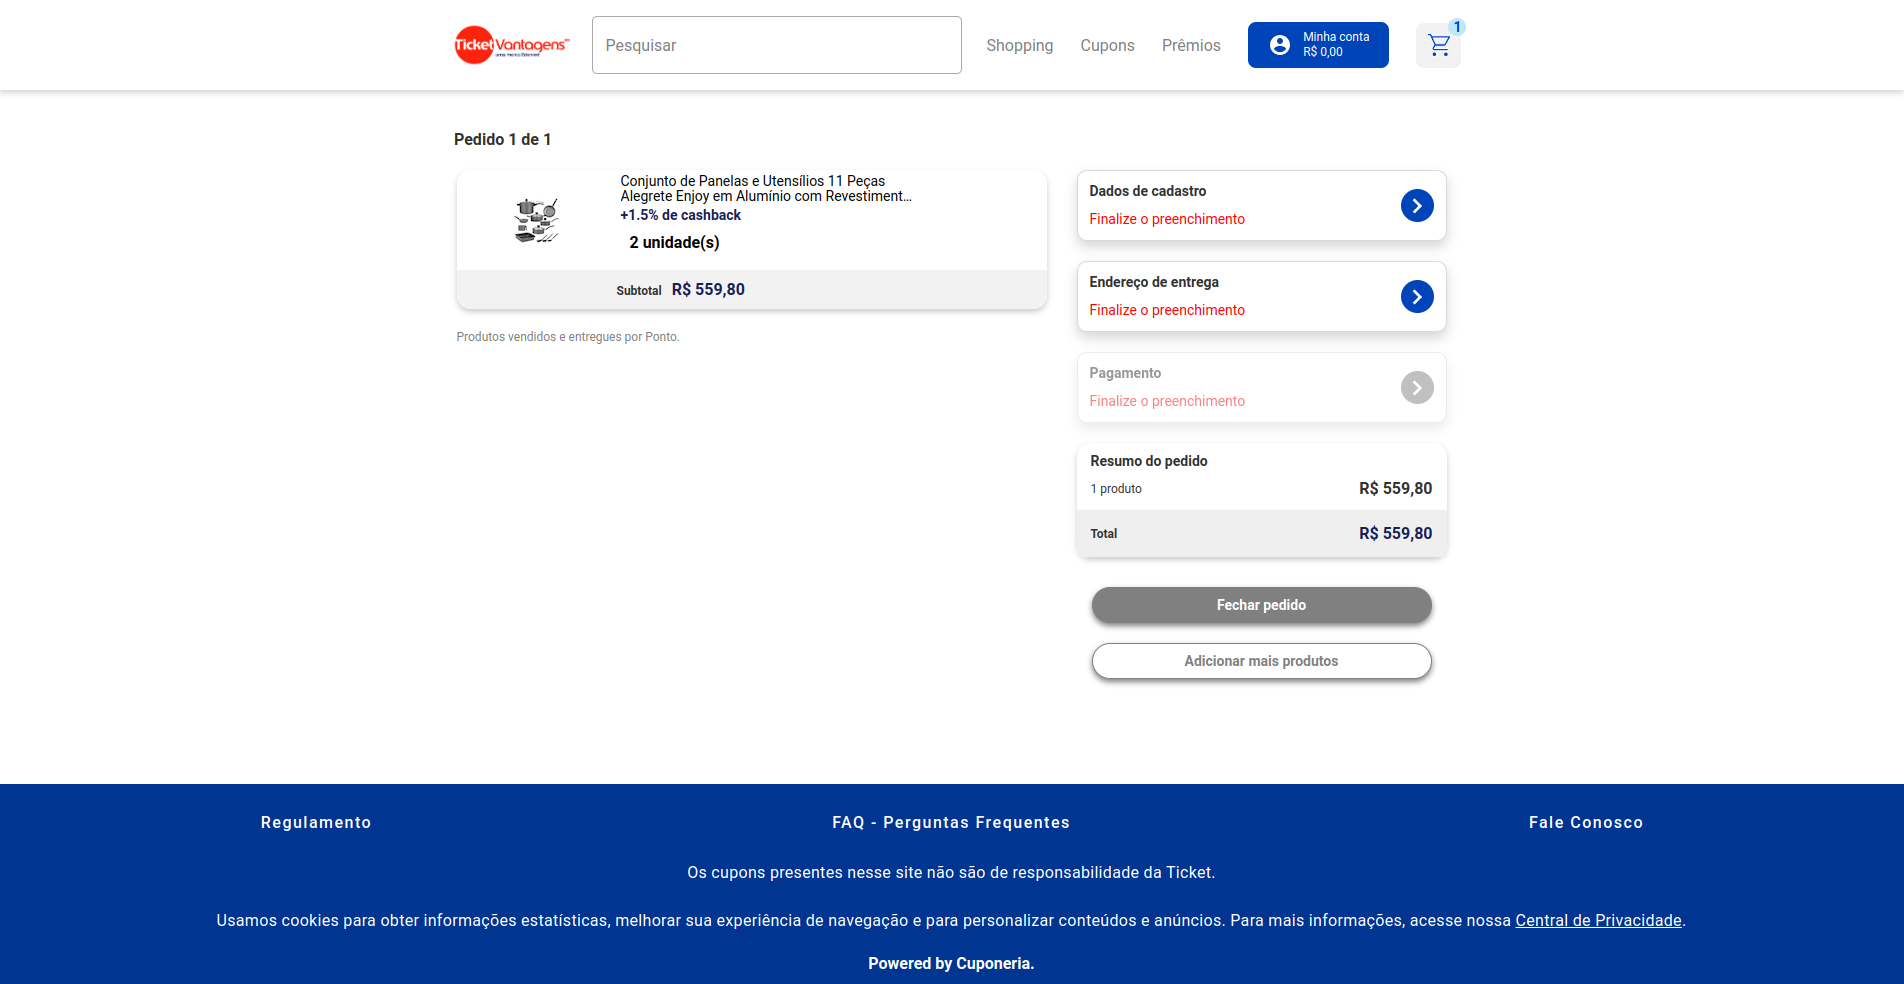 Ticket Vantagens
Pesquisar
Shopping
Cupons
Prêmios
Minha conta
R$ 0,00
1
Pedido 1 de 1
Conjunto de Panelas e Utensílios 11 Peças
Alegrete Enjoy em Alumínio com Revestiment...
+1.5% de cashback
2 unidade(s)
Subtotal R$ 559,80
Produtos vendidos e entregues por Ponto.
Dados de cadastro
Finalize o preenchimento
Endereço de entrega
Finalize o preenchimento
Pagamento
Finalize o preenchimento
Resumo do pedido
1 produto R$ 559,80
Total R$ 559,80
Fechar pedido
Adicionar mais produtos
Regulamento
FAQ - Perguntas Frequentes
Fale Conosco
Os cupons presentes nesse site não são de responsabilidade da Ticket.
Usamos cookies para obter informações estatísticas, melhorar sua experiência de navegação e para personalizar conteúdos e anúncios. Para mais informações, acesse nossa Central de Privacidade.
Powered by Cuponeria.